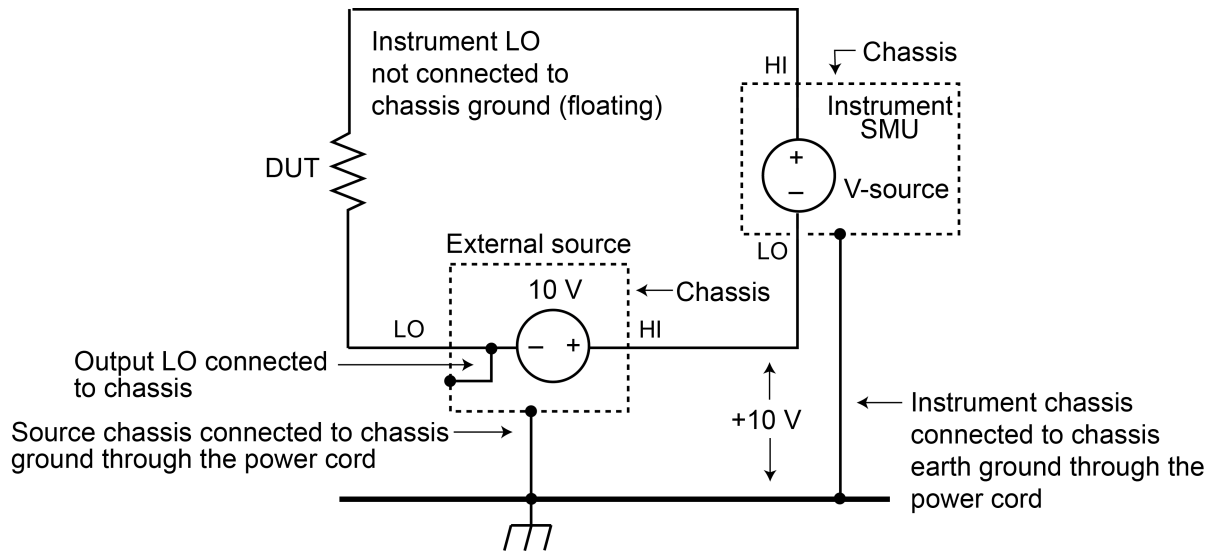 Instrument LO
not connected to
chassis ground (floating)
Chassis
HI
Instrument
SMU
+
−
V-source
DUT
LO
External source
10 V
Chassis
LO
− +
HI
Output LO connected
to chassis
+10 V
Source chassis connected to chassis
ground through the power cord
Instrument chassis
connected to chassis
earth ground through the
power cord